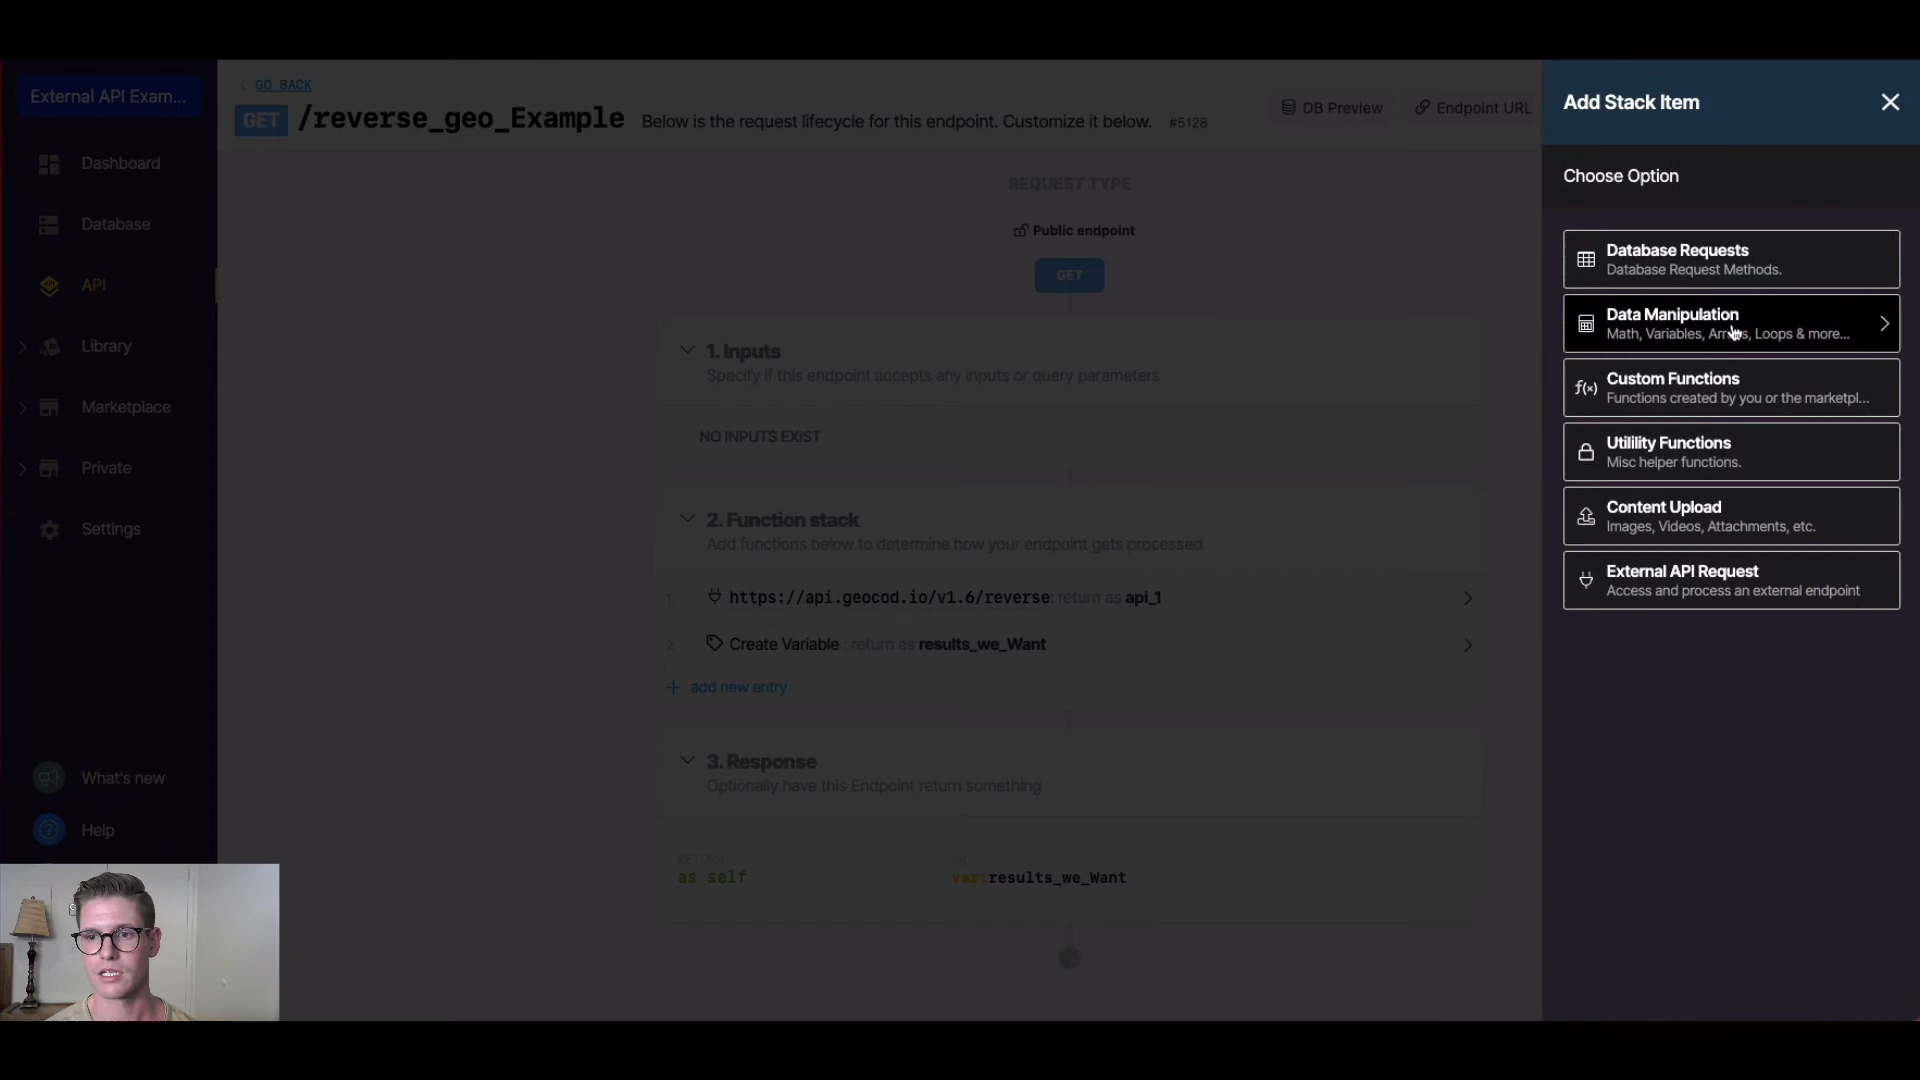 External API Exam...
Dashboard
Database
API
Library
Marketplace
Private
Settings
What's new
Help
GO BACK
GET /reverse_geo_Example Below is the request lifecycle for this endpoint. Customize it below. #5128
DB Preview
Endpoint URL
REQUEST TYPE
Public endpoint
GET
1. Inputs
Specify if this endpoint accepts any inputs or query parameters
NO INPUTS EXIST
2. Function stack
Add functions below to determine how your endpoint gets processed
1 https://api.geocod.io/v1.6/reverse: return as api_1
2 Create Variable : return as results_we_Want
+ add new entry
3. Response
Optionally have this Endpoint return something
RETURN
as self
var:results_we_Want
Add Stack Item
Choose Option
Database Requests
Database Request Methods.
Data Manipulation
Math, Variables, Arrays, Loops & more...
Custom Functions
f(x) Functions created by you or the marketpl...
Utilility Functions
Misc helper functions.
Content Upload
Images, Videos, Attachments, etc.
External API Request
Access and process an external endpoint